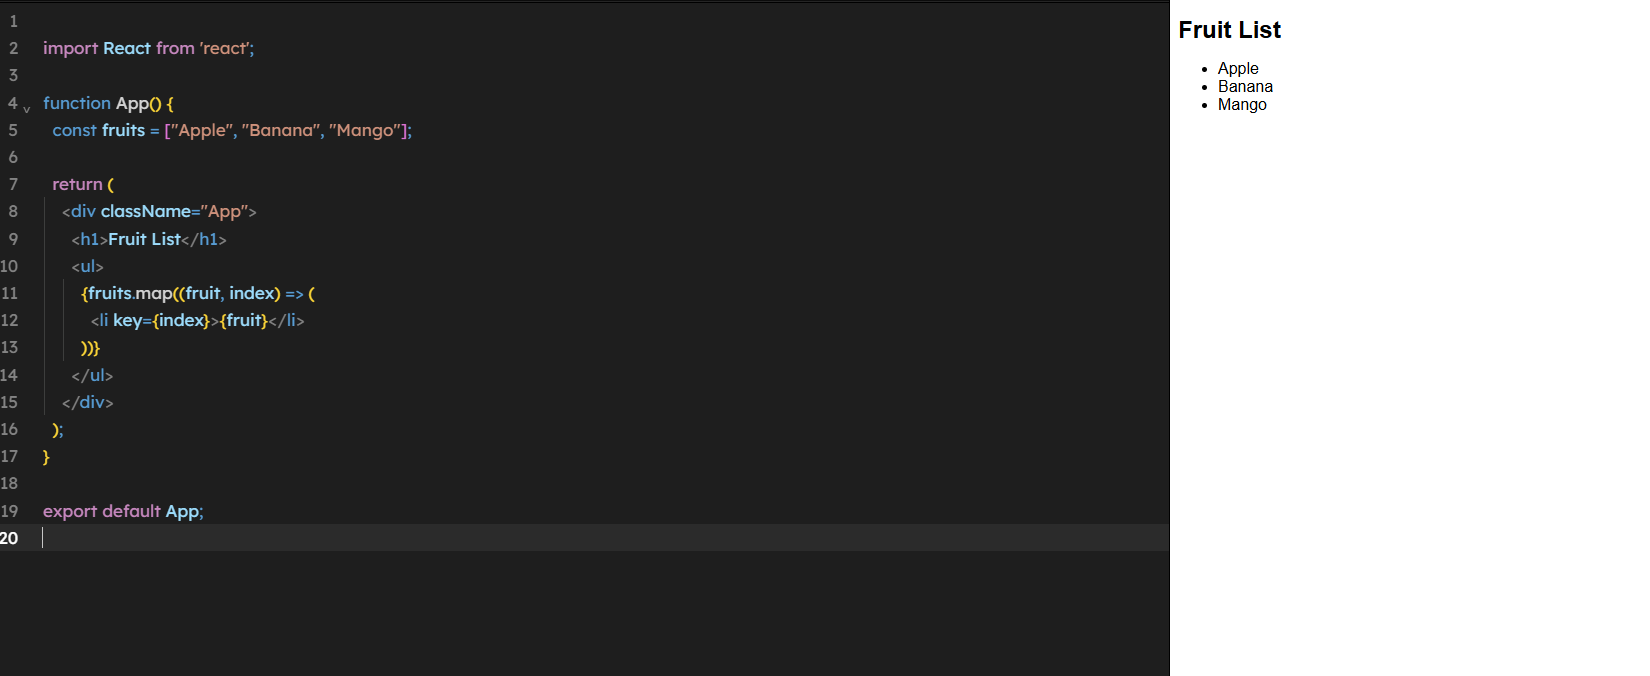 1
2 import React from 'react';
3
4 function App() {
5 const fruits = ["Apple", "Banana", "Mango"];
6
7 return (
8 <div className="App">
9 <h1>Fruit List</h1>
10 <ul>
11 {fruits.map((fruit, index) => (
12 <li key={index}>{fruit}</li>
13 ))}
14 </ul>
15 </div>
16 );
17 }
18
19 export default App;
20
Fruit List
• Apple
• Banana
• Mango